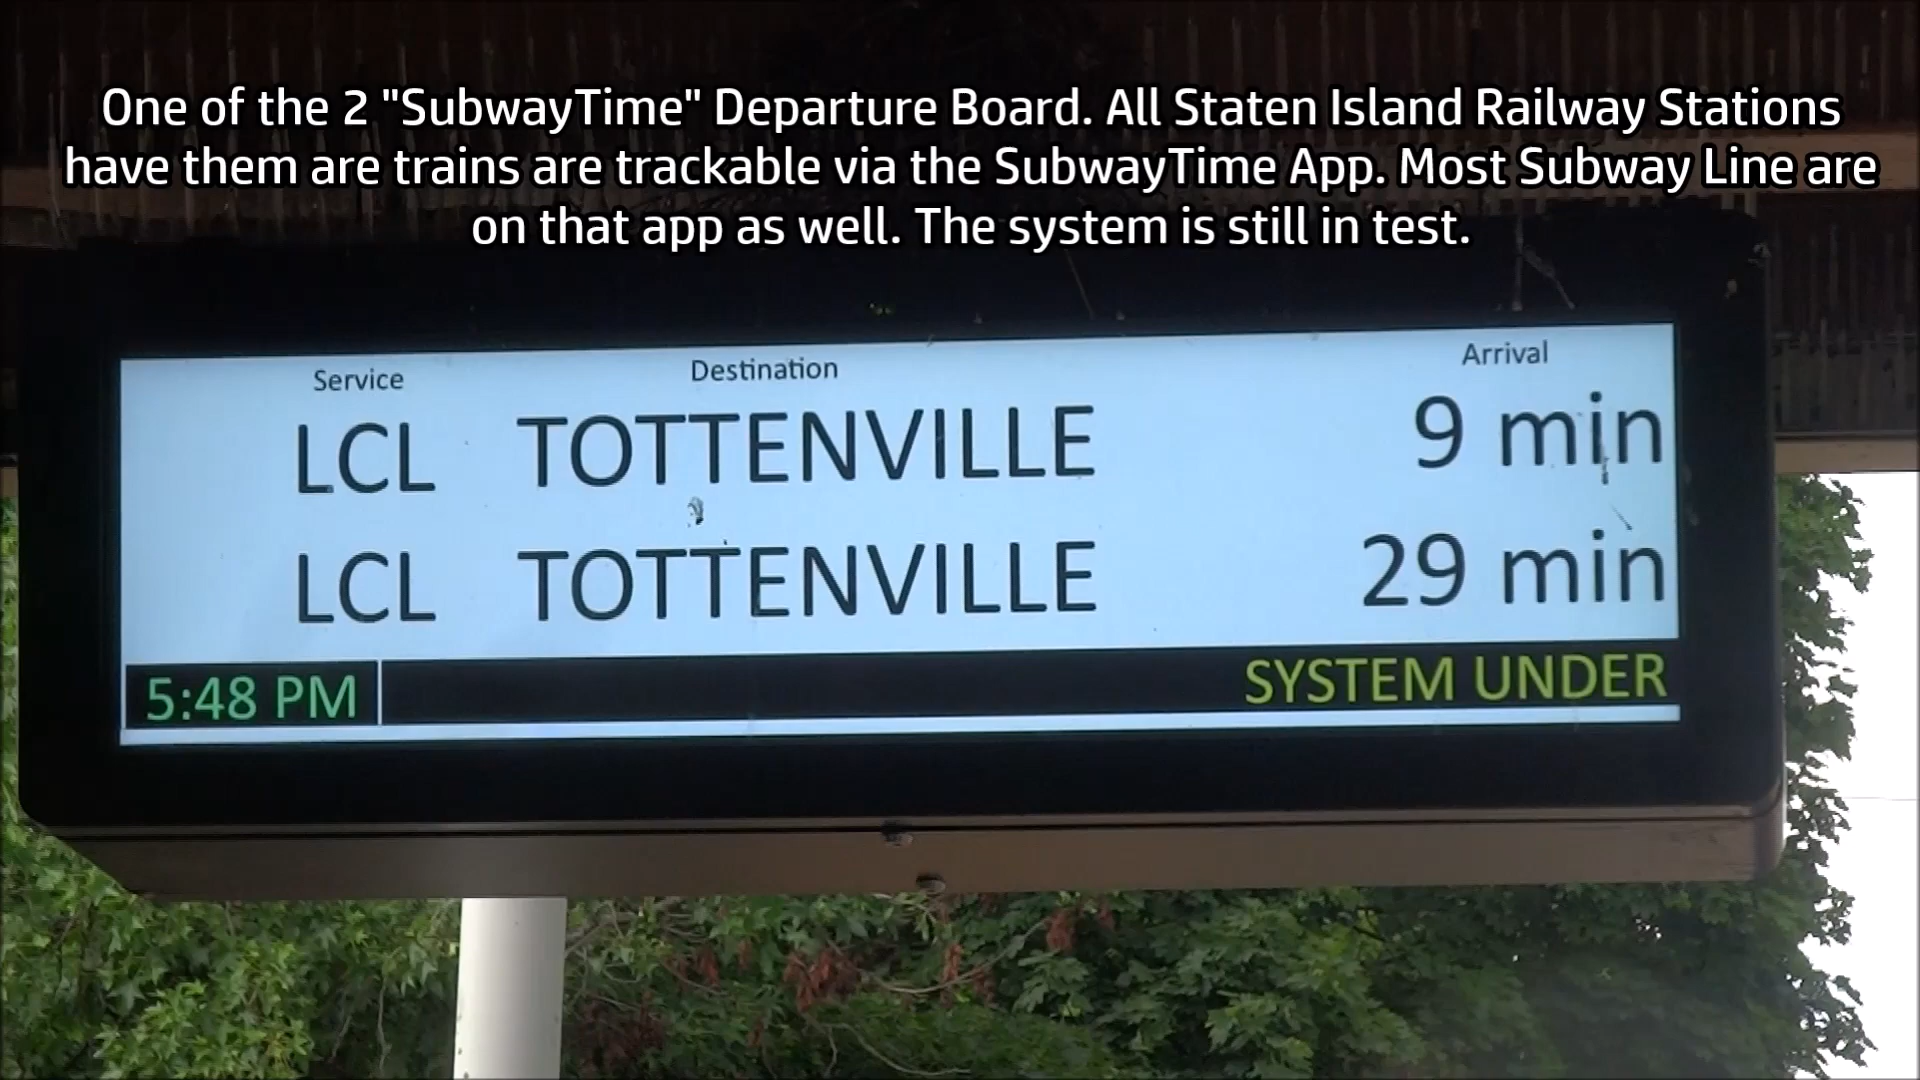 One of the 2 "SubwayTime" Departure Board. All Staten Island Railway Stations
have them are trains are trackable via the SubwayTime App. Most Subway Line are
on that app as well. The system is still in test.
Service Destination Arrival
LCL TOTTENVILLE 9 min
LCL TOTTENVILLE 29 min
5:48 PM SYSTEM UNDER